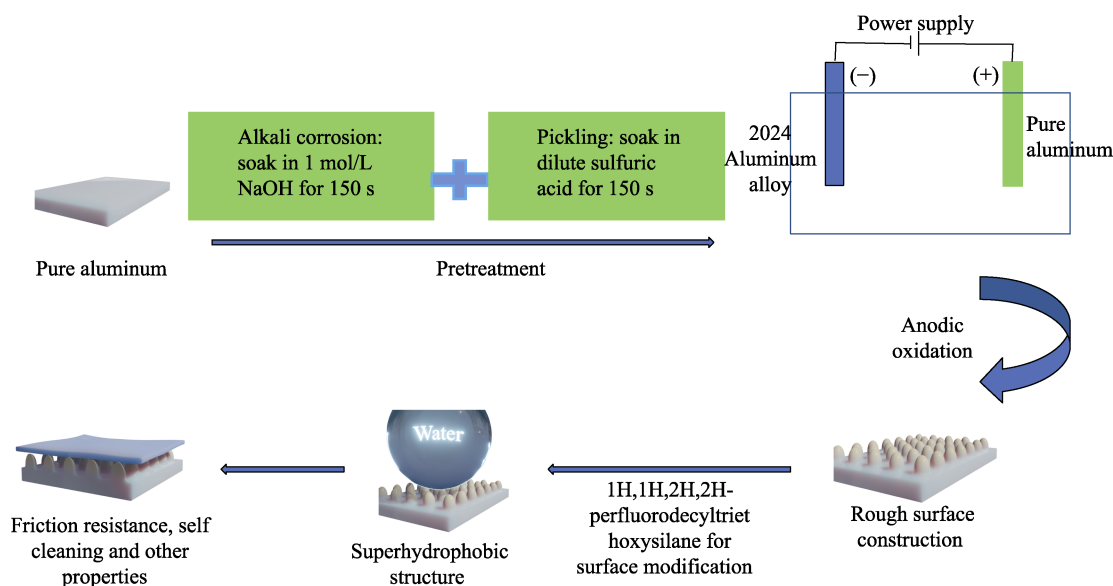 Power supply
(−)
(+)
Alkali corrosion:
soak in 1 mol/L
NaOH for 150 s
Pickling: soak in
dilute sulfuric
acid for 150 s
2024
Aluminum
alloy
Pure
aluminum
Pure aluminum
Pretreatment
Anodic
oxidation
Water
Friction resistance, self
cleaning and other
properties
Superhydrophobic
structure
1H,1H,2H,2H-
perfluorodecyltriet
hoxysilane for
surface modification
Rough surface
construction